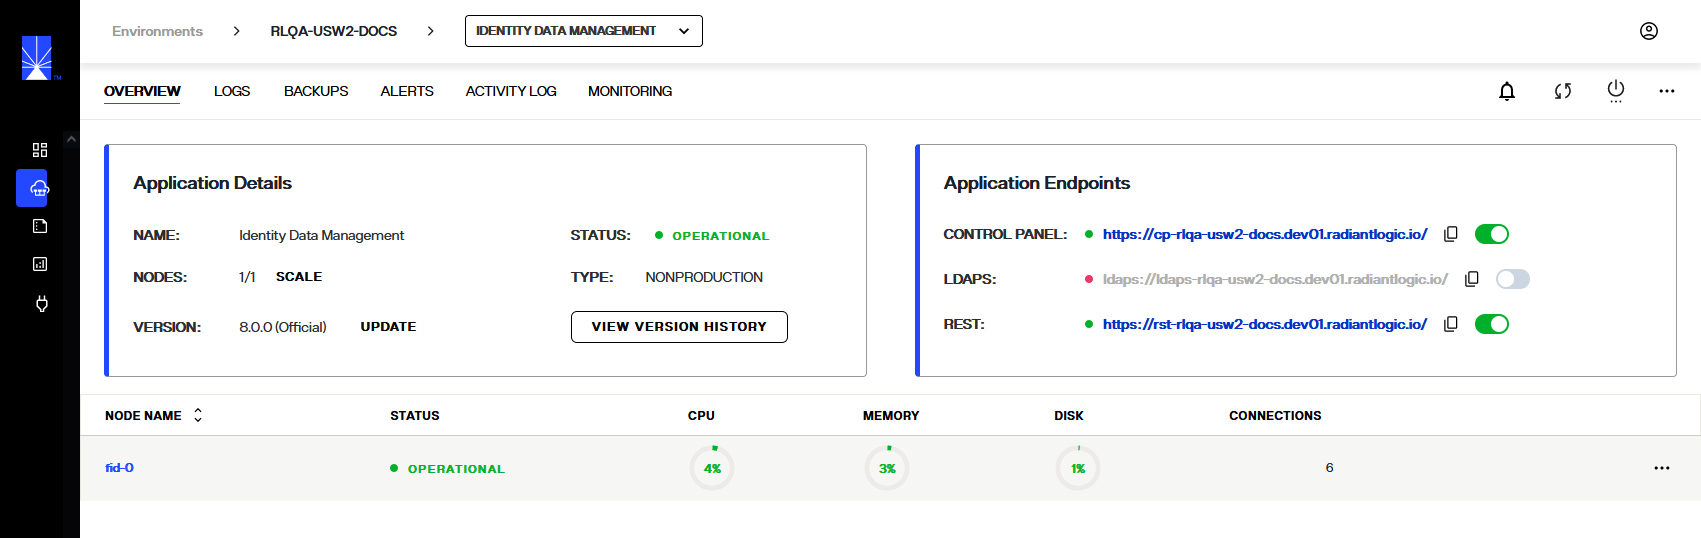 Environments > RLQA-USW2-DOCS > IDENTITY DATA MANAGEMENT
TM
OVERVIEW LOGS BACKUPS ALERTS ACTIVITY LOG MONITORING
Application Details
NAME: Identity Data Management STATUS: OPERATIONAL
NODES: 1/1 SCALE TYPE: NONPRODUCTION
VERSION: 8.0.0 (Official) UPDATE VIEW VERSION HISTORY
Application Endpoints
CONTROL PANEL: https://cp-rlqa-usw2-docs.dev01.radiantlogic.io/
LDAPS: ldaps://ldaps-rlqa-usw2-docs.dev01.radiantlogic.io/
REST: https://rst-rlqa-usw2-docs.dev01.radiantlogic.io/
NODE NAME STATUS CPU MEMORY DISK CONNECTIONS
fid-0 OPERATIONAL 4% 3% 1% 6